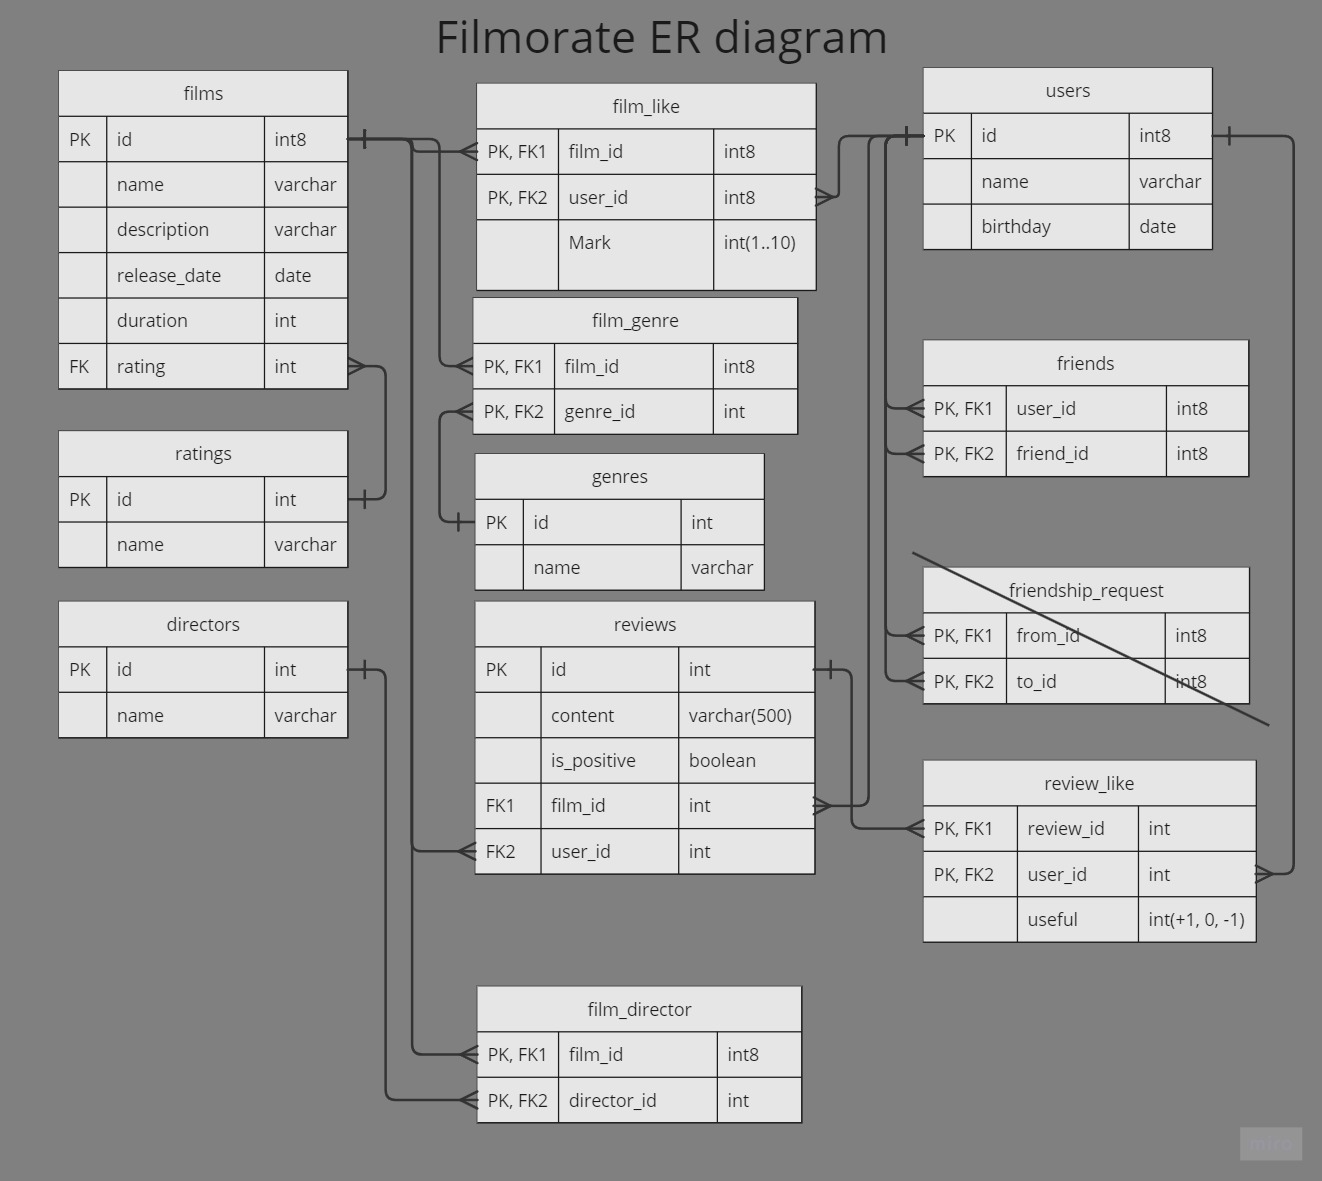 Filmorate ER diagram
films
PK id int8
name varchar
description varchar
release_date date
duration int
FK rating int
ratings
PK id int
name varchar
directors
PK id int
name varchar
film_like
PK, FK1 film_id int8
PK, FK2 user_id int8
Mark int(1..10)
film_genre
PK, FK1 film_id int8
PK, FK2 genre_id int
genres
PK id int
name varchar
reviews
PK id int
content varchar(500)
is_positive boolean
FK1 film_id int
FK2 user_id int
film_director
PK, FK1 film_id int8
PK, FK2 director_id int
users
PK id int8
name varchar
birthday date
friends
PK, FK1 user_id int8
PK, FK2 friend_id int8
friendship_request
PK, FK1 from_id int8
PK, FK2 to_id int8
review_like
PK, FK1 review_id int
PK, FK2 user_id int
useful int(+1, 0, -1)
miro